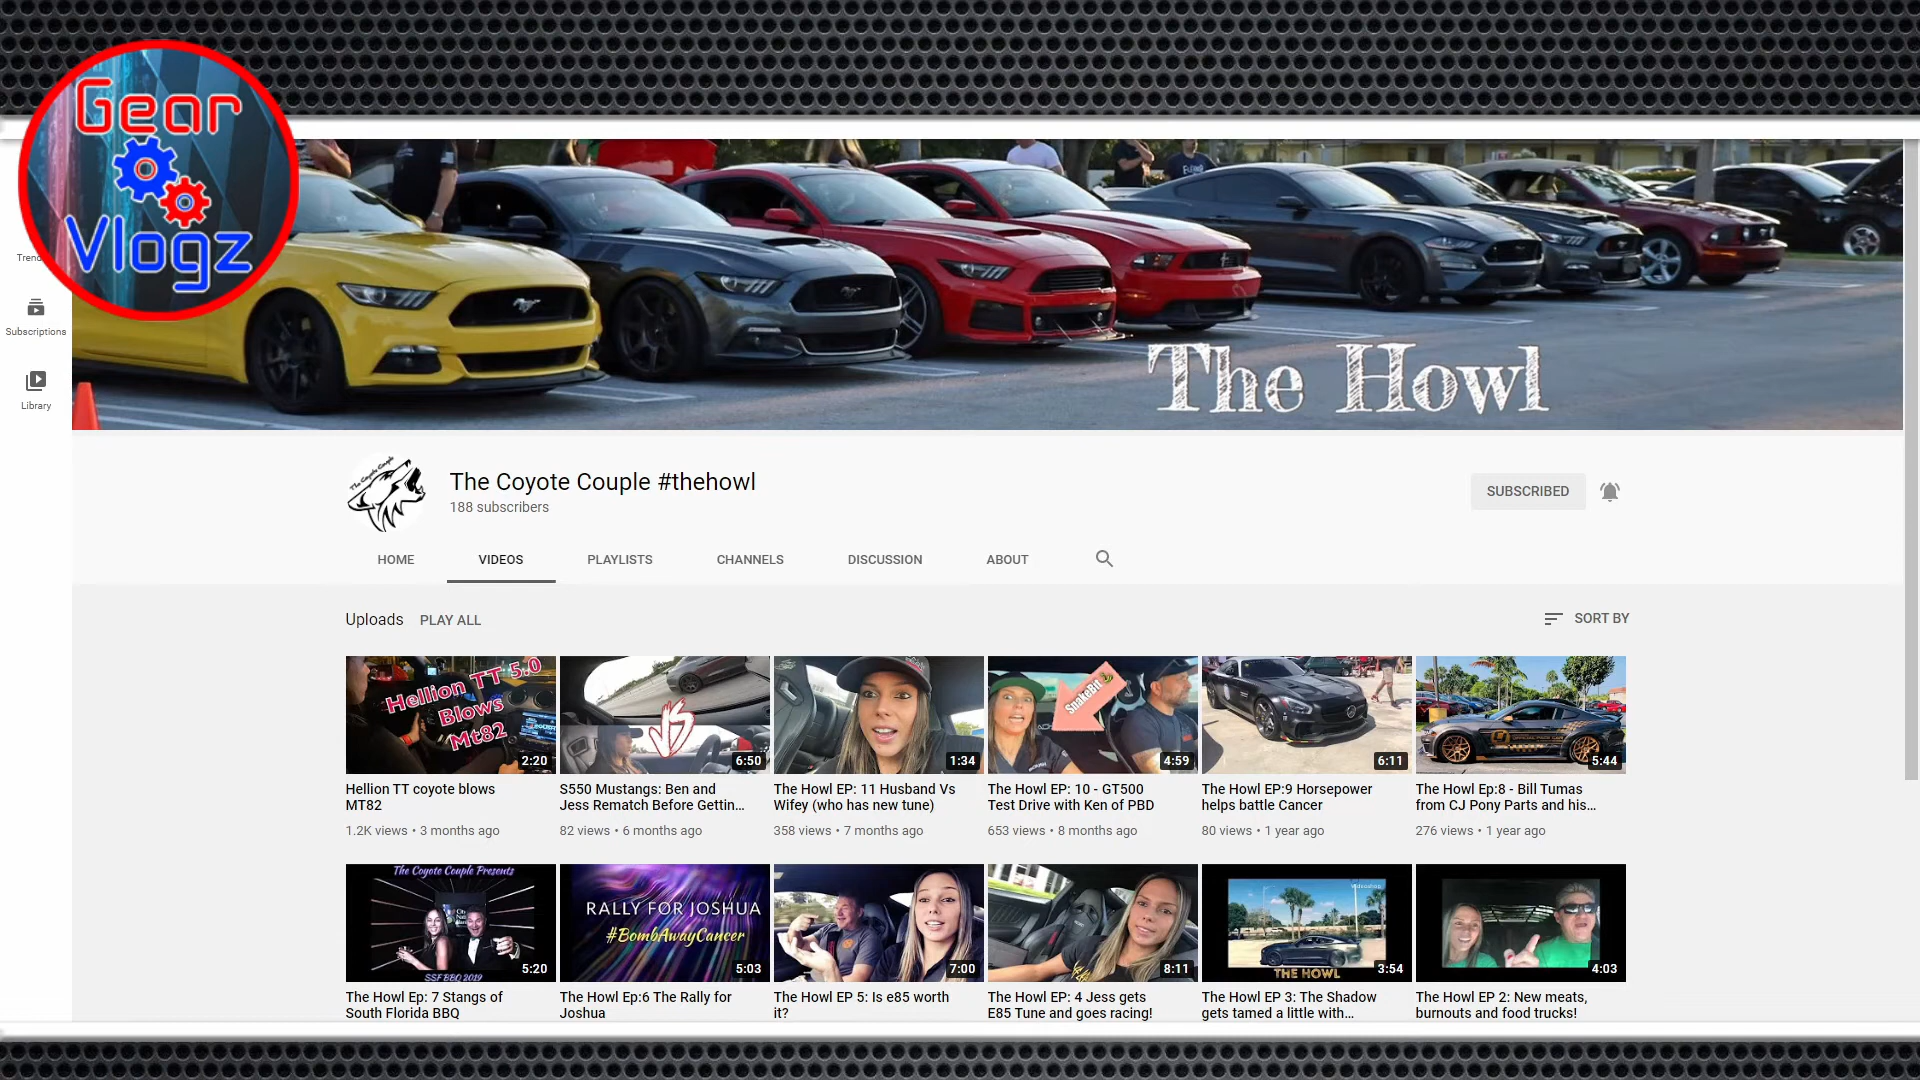 Gear
Vlogz
Trend
Subscriptions
Library
The Howl
The Coyote Couple
The Coyote Couple #thehowl
188 subscribers
SUBSCRIBED
HOME
VIDEOS
PLAYLISTS
CHANNELS
DISCUSSION
ABOUT
Uploads
PLAY ALL
SORT BY
Hellion TT 5.0
Blows
Mt82
2:20
VS
6:50
1:34
SnakeBit
4:59
6:11
5:44
Hellion TT coyote blows
MT82
1.2K views • 3 months ago
S550 Mustangs: Ben and
Jess Rematch Before Gettin...
82 views • 6 months ago
The Howl EP: 11 Husband Vs
Wifey (who has new tune)
358 views • 7 months ago
The Howl EP: 10 - GT500
Test Drive with Ken of PBD
653 views • 8 months ago
The Howl EP:9 Horsepower
helps battle Cancer
80 views • 1 year ago
The Howl Ep:8 - Bill Tumas
from CJ Pony Parts and his...
276 views • 1 year ago
The Coyote Couple Presents
SSF BBQ 2019
5:20
RALLY FOR JOSHUA
#BombAwayCancer
5:03
7:00
8:11
Videoshop
THE HOWL
3:54
4:03
The Howl Ep: 7 Stangs of
South Florida BBQ
The Howl Ep:6 The Rally for
Joshua
The Howl EP 5: Is e85 worth
it?
The Howl EP: 4 Jess gets
E85 Tune and goes racing!
The Howl EP 3: The Shadow
gets tamed a little with...
The Howl EP 2: New meats,
burnouts and food trucks!